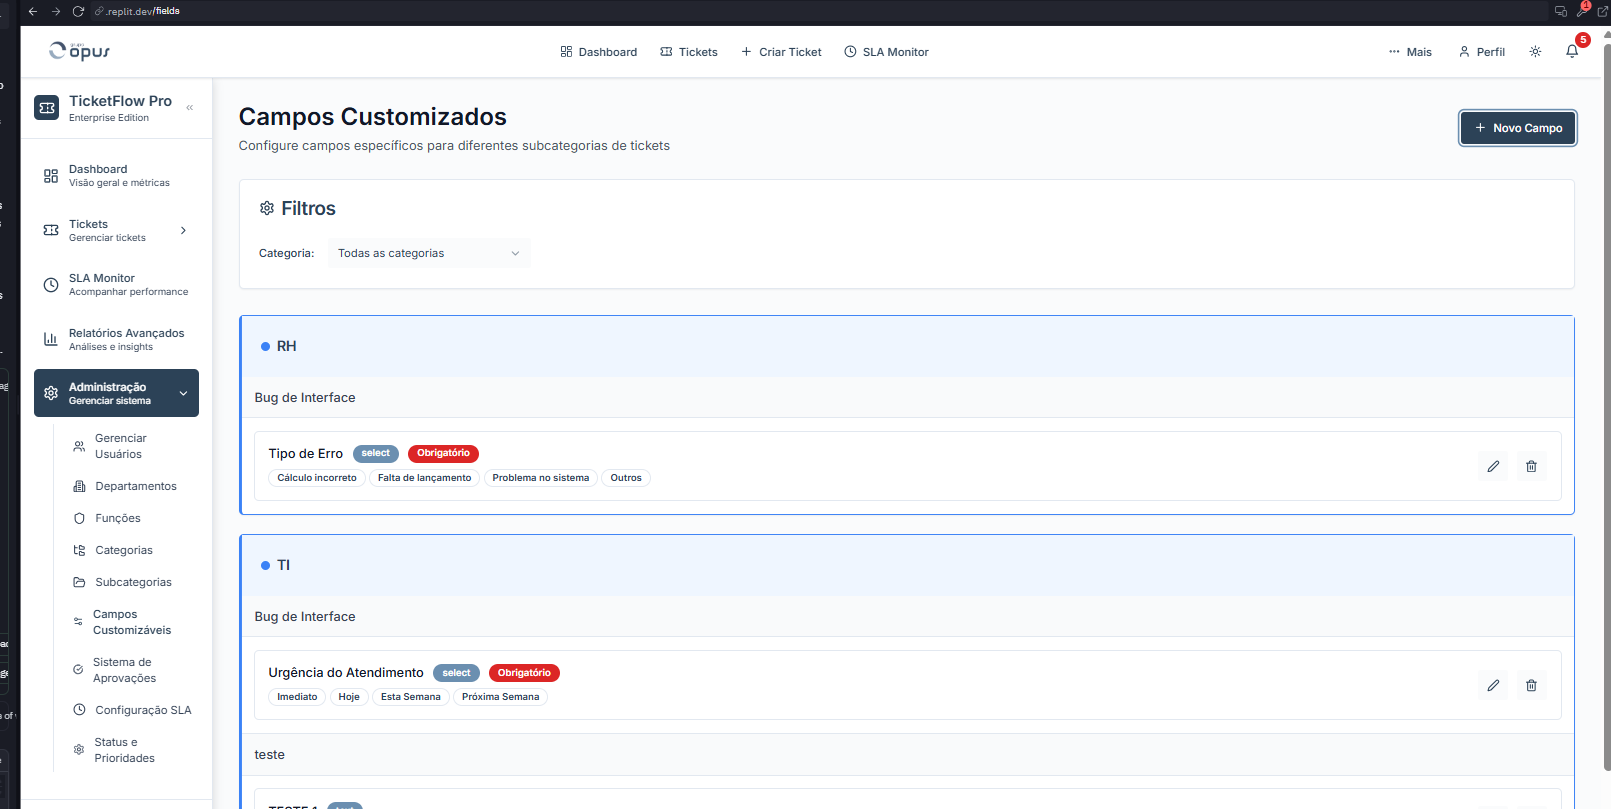 .replit.dev/fields
1
grupo
opus
Dashboard
Tickets
Criar Ticket
SLA Monitor
Mais
Perfil
5
TicketFlow Pro
Enterprise Edition
Dashboard
Visão geral e métricas
Tickets
Gerenciar tickets
SLA Monitor
Acompanhar performance
Relatórios Avançados
Análises e insights
Administração
Gerenciar sistema
Gerenciar
Usuários
Departamentos
Funções
Categorias
Subcategorias
Campos
Customizáveis
Sistema de
Aprovações
Configuração SLA
Status e
Prioridades
Campos Customizados
Configure campos específicos para diferentes subcategorias de tickets
Novo Campo
Filtros
Categoria:
Todas as categorias
RH
Bug de Interface
Tipo de Erro select Obrigatório
Cálculo incorreto Falta de lançamento Problema no sistema Outros
TI
Bug de Interface
Urgência do Atendimento select Obrigatório
Imediato Hoje Esta Semana Próxima Semana
teste
TESTE 1